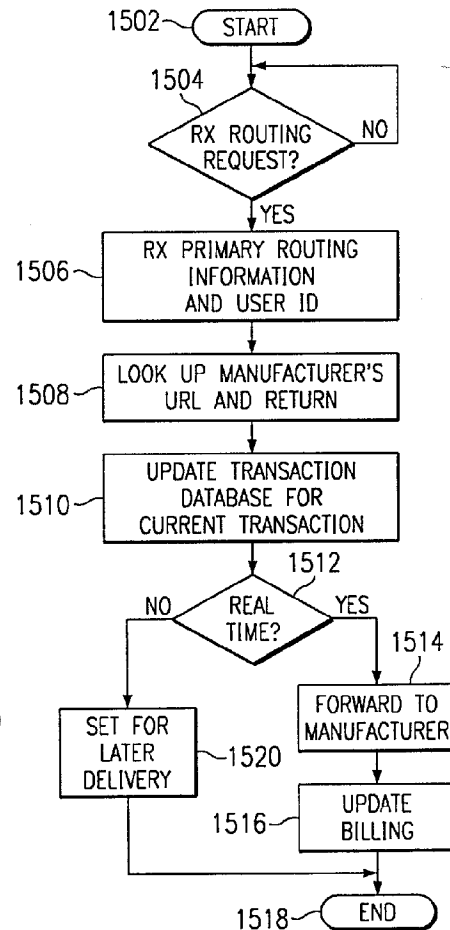 1502
START
1504
RX ROUTING
REQUEST?
NO
YES
1506
RX PRIMARY ROUTING
INFORMATION
AND USER ID
1508
LOOK UP MANUFACTURER'S
URL AND RETURN
1510
UPDATE TRANSACTION
DATABASE FOR
CURRENT TRANSACTION
1512
NO
REAL
TIME?
YES
1514
FORWARD TO
MANUFACTURER
SET FOR
LATER
DELIVERY
1520
1516
UPDATE
BILLING
1518
END